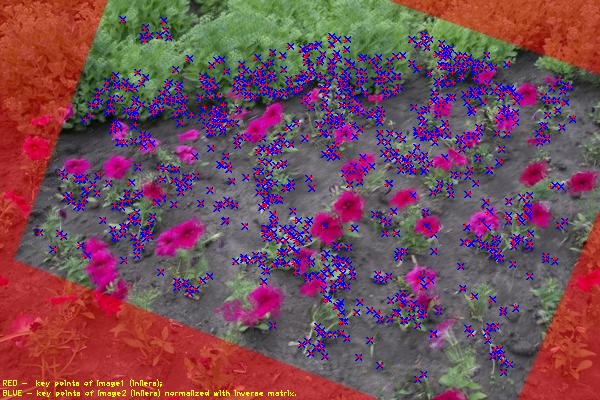 RED - key points of image1 (inliers);
BLUE - key points of image2 (inliers) normalized with inverse matrix.